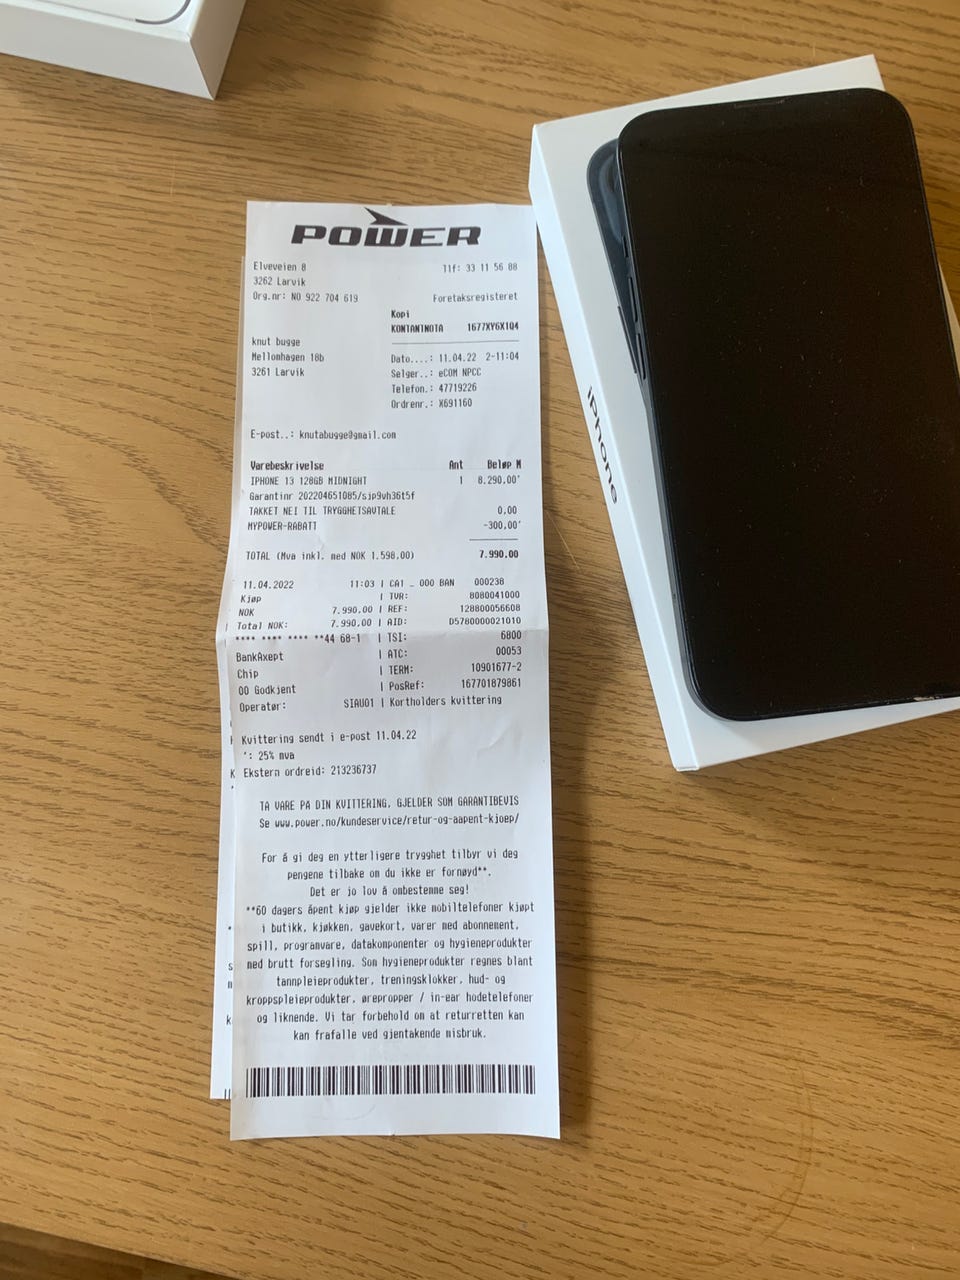 POWER
Elveveien 8 Tlf: 33 11 56 88
3262 Larvik
Org.nr: NO 922 704 619 Foretaksregisteret
Kopi
KONTANTNOTA 1677XY6X1Q4
knut bugge
Mellomhagen 18b Dato....: 11.04.22 2-11:04
3261 Larvik Selger..: eCOM NPCC
Telefon.: 47719226
Ordrenr.: X691160
E-post..: knutabugge@gmail.com
Varebeskrivelse Ant Beløp M
IPHONE 13 128GB MIDNIGHT 1 8.290.00'
Garantinr 202204651085/sjp9vh36t5f
TAKKET NEI TIL TRYGGHETSAVTALE 0.00
MYPOWER-RABATT -300.00'
TOTAL (Mva inkl. med NOK 1.598,00) 7.990.00
11.04.2022 11:03 | CA1 _ 000 BAN 000238
Kjøp | TVR: 8080041000
NOK 7.990.00 | REF: 128800056608
Total NOK: 7.990.00 | AID: D5780000021010
**** **** **** **44 68-1 | TSI: 6800
BankAxept | ATC: 00053
Chip | TERM: 10901677-2
00 Godkjent | PosRef: 167701879861
Operatør: SIAU01 | Kortholders kvittering
Kvittering sendt i e-post 11.04.22
': 25% mva
Ekstern ordreid: 213236737
TA VARE PA DIN KVITTERING, GJELDER SOM GARANTIBEVIS
Se www.power.no/kundeservice/retur-og-aapent-kjoep/
For å gi deg en ytterligere trygghet tilbyr vi deg
pengene tilbake om du ikke er fornøyd**.
Det er jo lov å ombestemme seg!
**60 dagers åpent kjøp gjelder ikke mobiltelefoner kjøpt
i butikk, kjøkken, gavekort, varer med abonnement,
spill, programvare, datakomponenter og hygieneprodukter
med brutt forsegling. Som hygieneprodukter regnes blant
tannpleieprodukter, treningsklokker, hud- og
kroppspleieprodukter, ørepropper / in-ear hodetelefoner
og liknende. Vi tar forbehold om at returretten kan
kan frafalle ved gjentakende misbruk.
iPhone